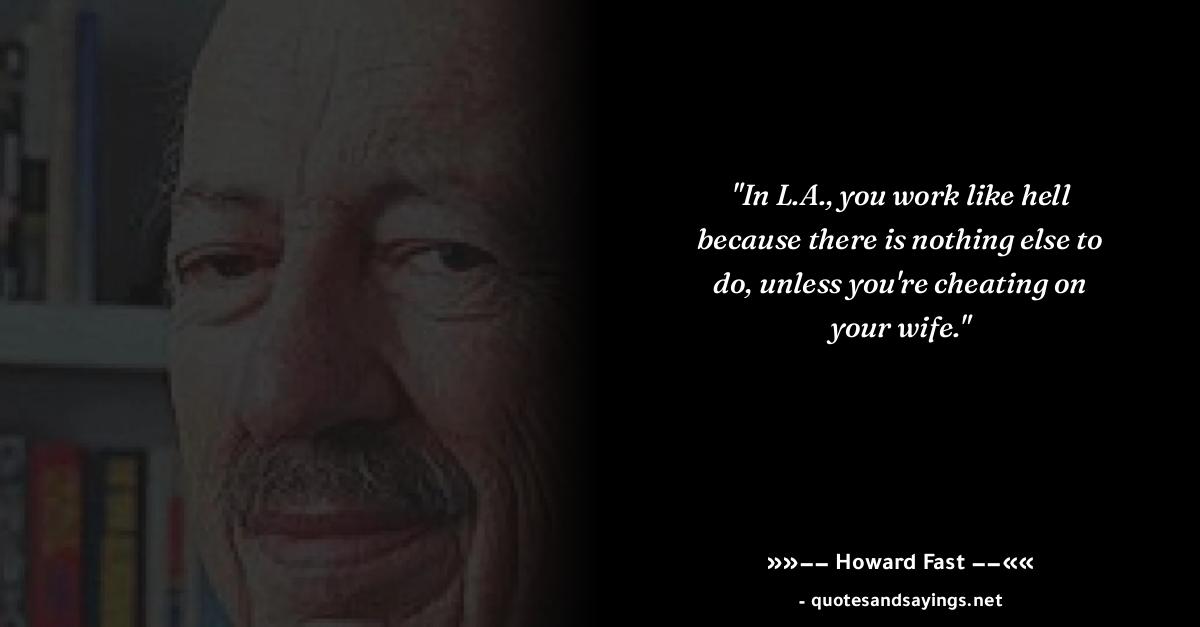 "In L.A., you work like hell
because there is nothing else to
do, unless you're cheating on
your wife."
»»–– Howard Fast ––««
- quotesandsayings.net